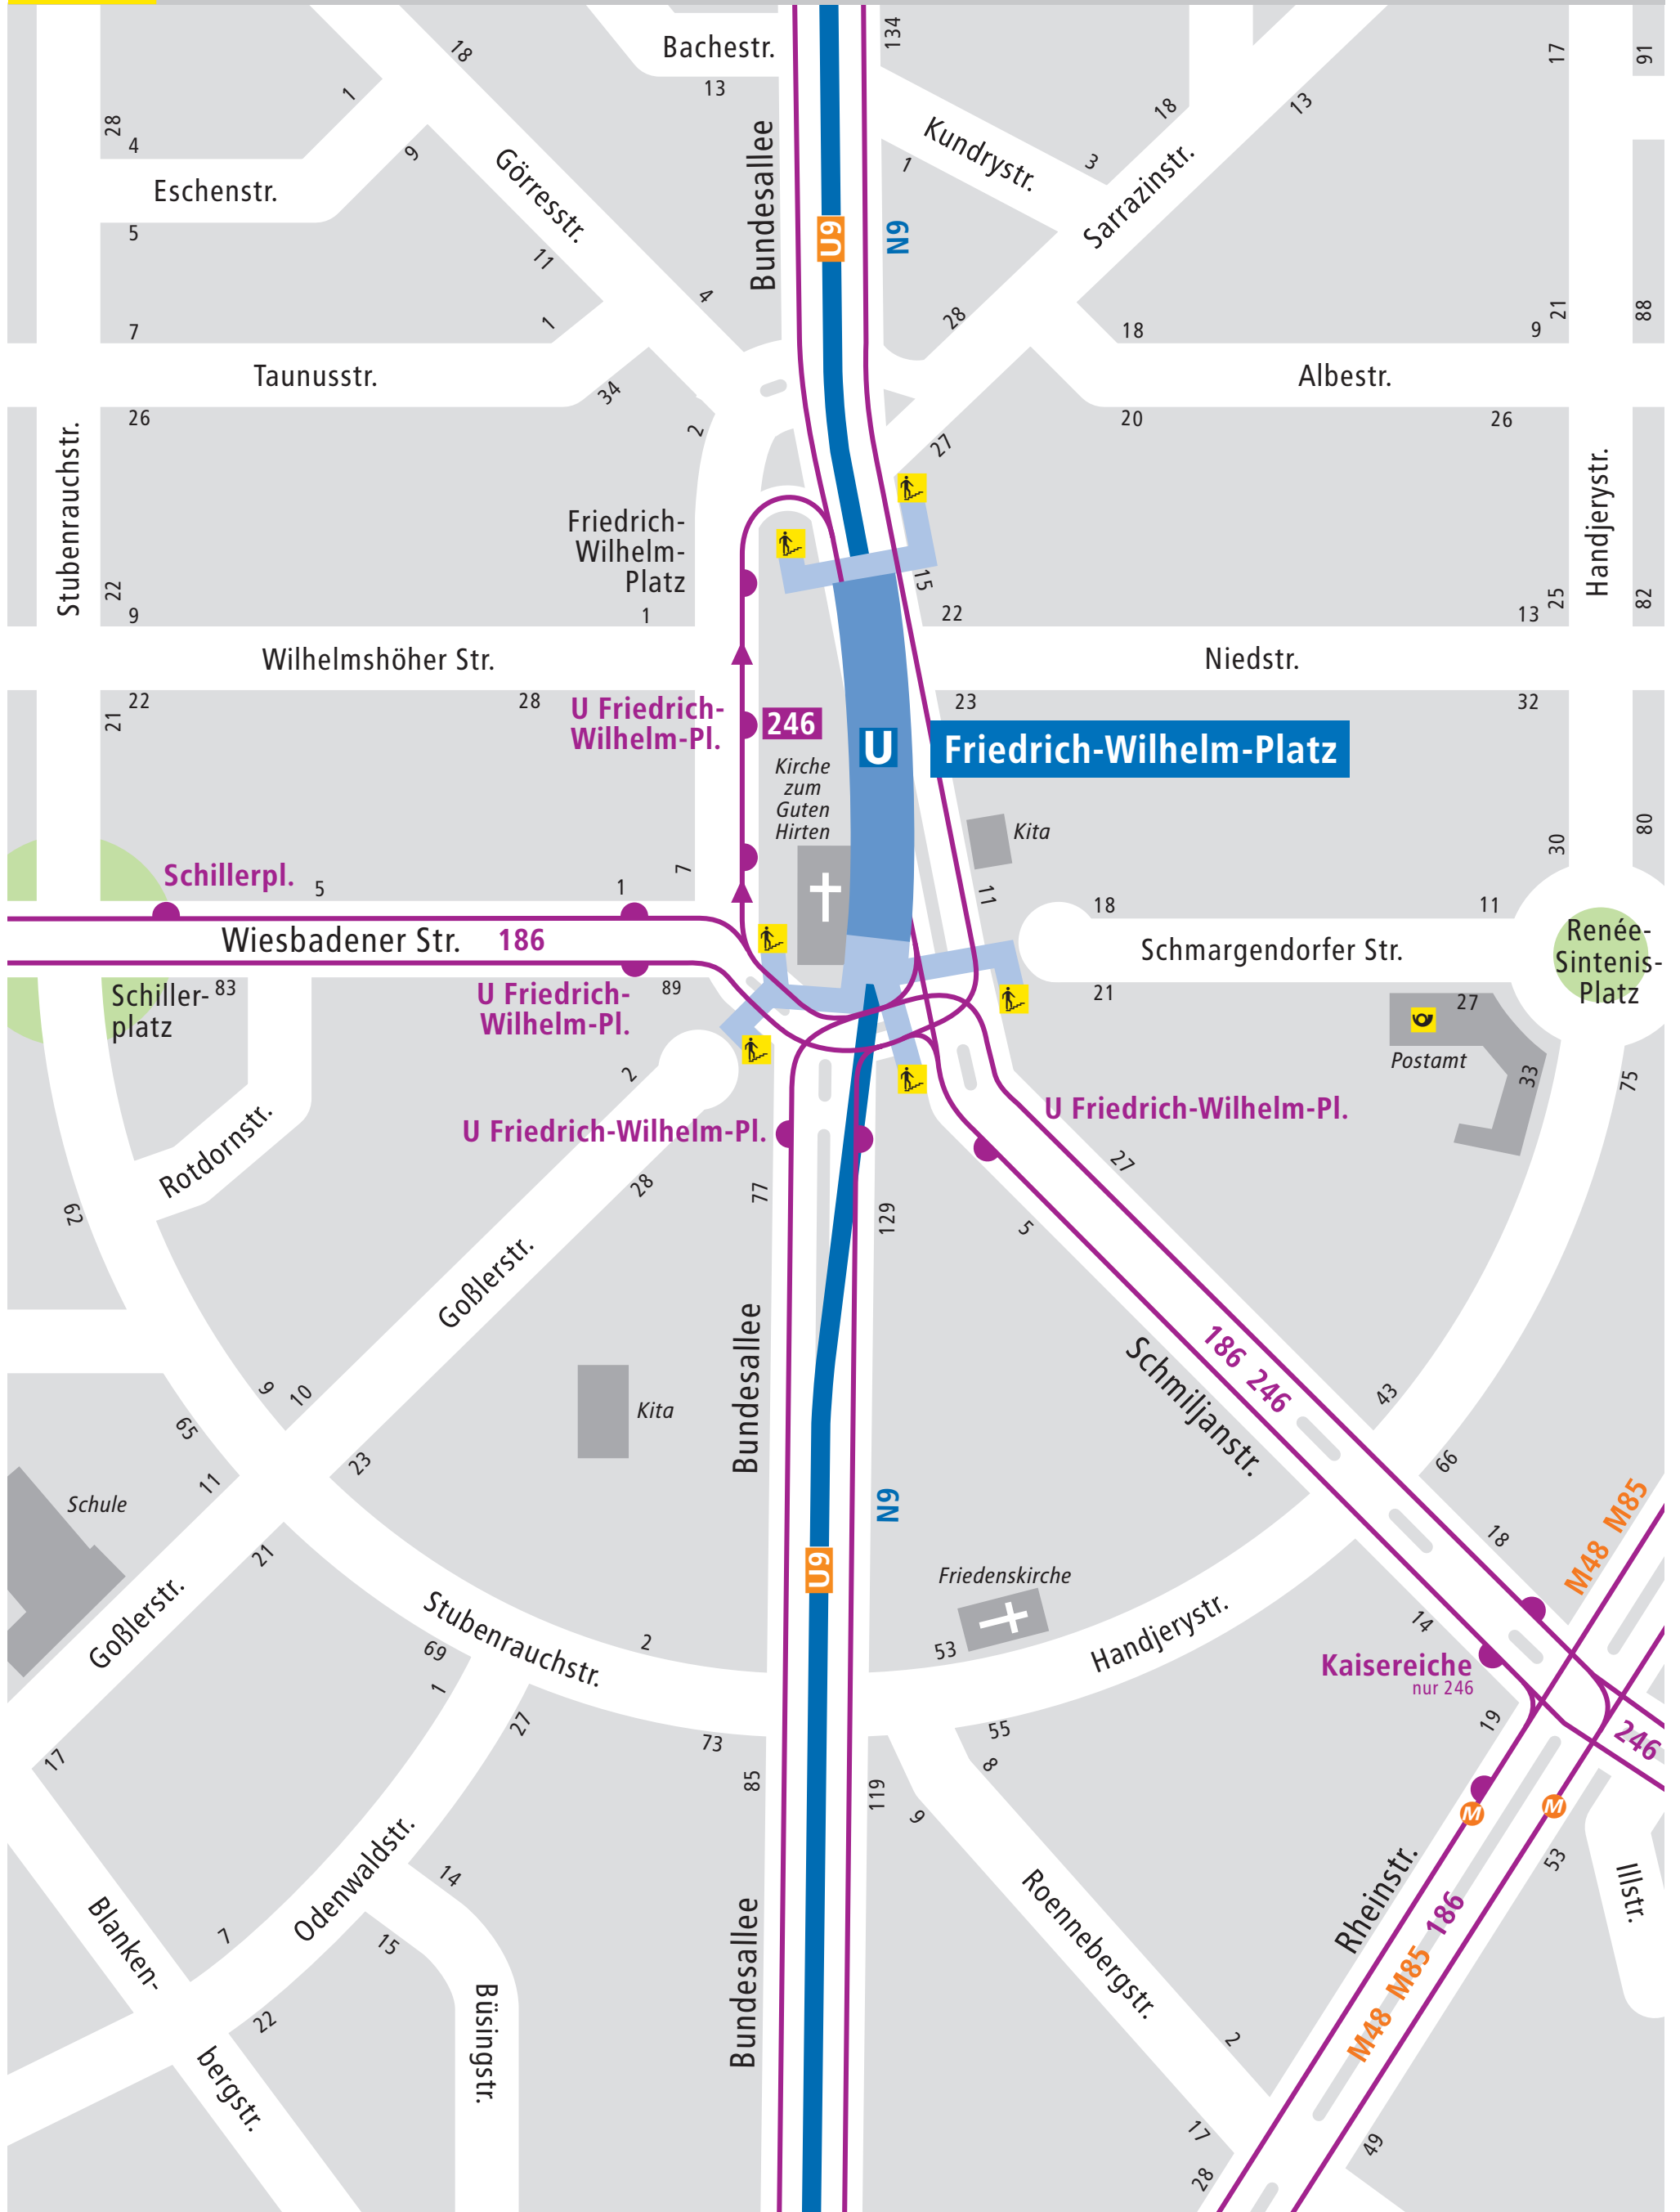 134
17
91
18
Bachestr.
13
1
28
4
9
Eschenstr.
5
Görresstr.
11
1
4
Bundesallee
U9
N9
Kundrystr.
1
3
18
13
Sarrazinstr.
28
18
9
21
88
7
Taunusstr.
26
34
2
Albestr.
20
26
27
Stubenrauchstr.
Handjerystr.
Friedrich-
Wilhelm-
Platz
15
22
9
1
22
13
25
82
Wilhelmshöher Str.
Niedstr.
22
28
21
23
32
U Friedrich-
Wilhelm-Pl.
246
U
Friedrich-Wilhelm-Platz
Kirche
zum
Guten
Hirten
Kita
30
80
Schillerpl.
5
1
7
11
18
11
Wiesbadener Str.
186
Schmargendorfer Str.
Renée-
Sintenis-
Platz
Schiller-
platz
83
U Friedrich-
Wilhelm-Pl.
89
21
27
Postamt
33
75
2
Rotdornstr.
62
U Friedrich-Wilhelm-Pl.
U Friedrich-Wilhelm-Pl.
28
77
129
5
27
Goßlerstr.
Bundesallee
186 246
Schmiljanstr.
43
66
9
10
65
11
23
Kita
Schule
N9
U9
M48 M85
18
21
Goßlerstr.
Stubenrauchstr.
2
69
1
27
Friedenskirche
53
Handjerystr.
14
Kaisereiche
nur 246
19
246
17
73
85
119
55
8
9
53
Odenwaldstr.
14
15
7
22
Blanken-
bergstr.
Büsingstr.
Bundesallee
Roennebergstr.
2
17
28
Rheinstr.
M
M
M48 M85 186
Illstr.
49